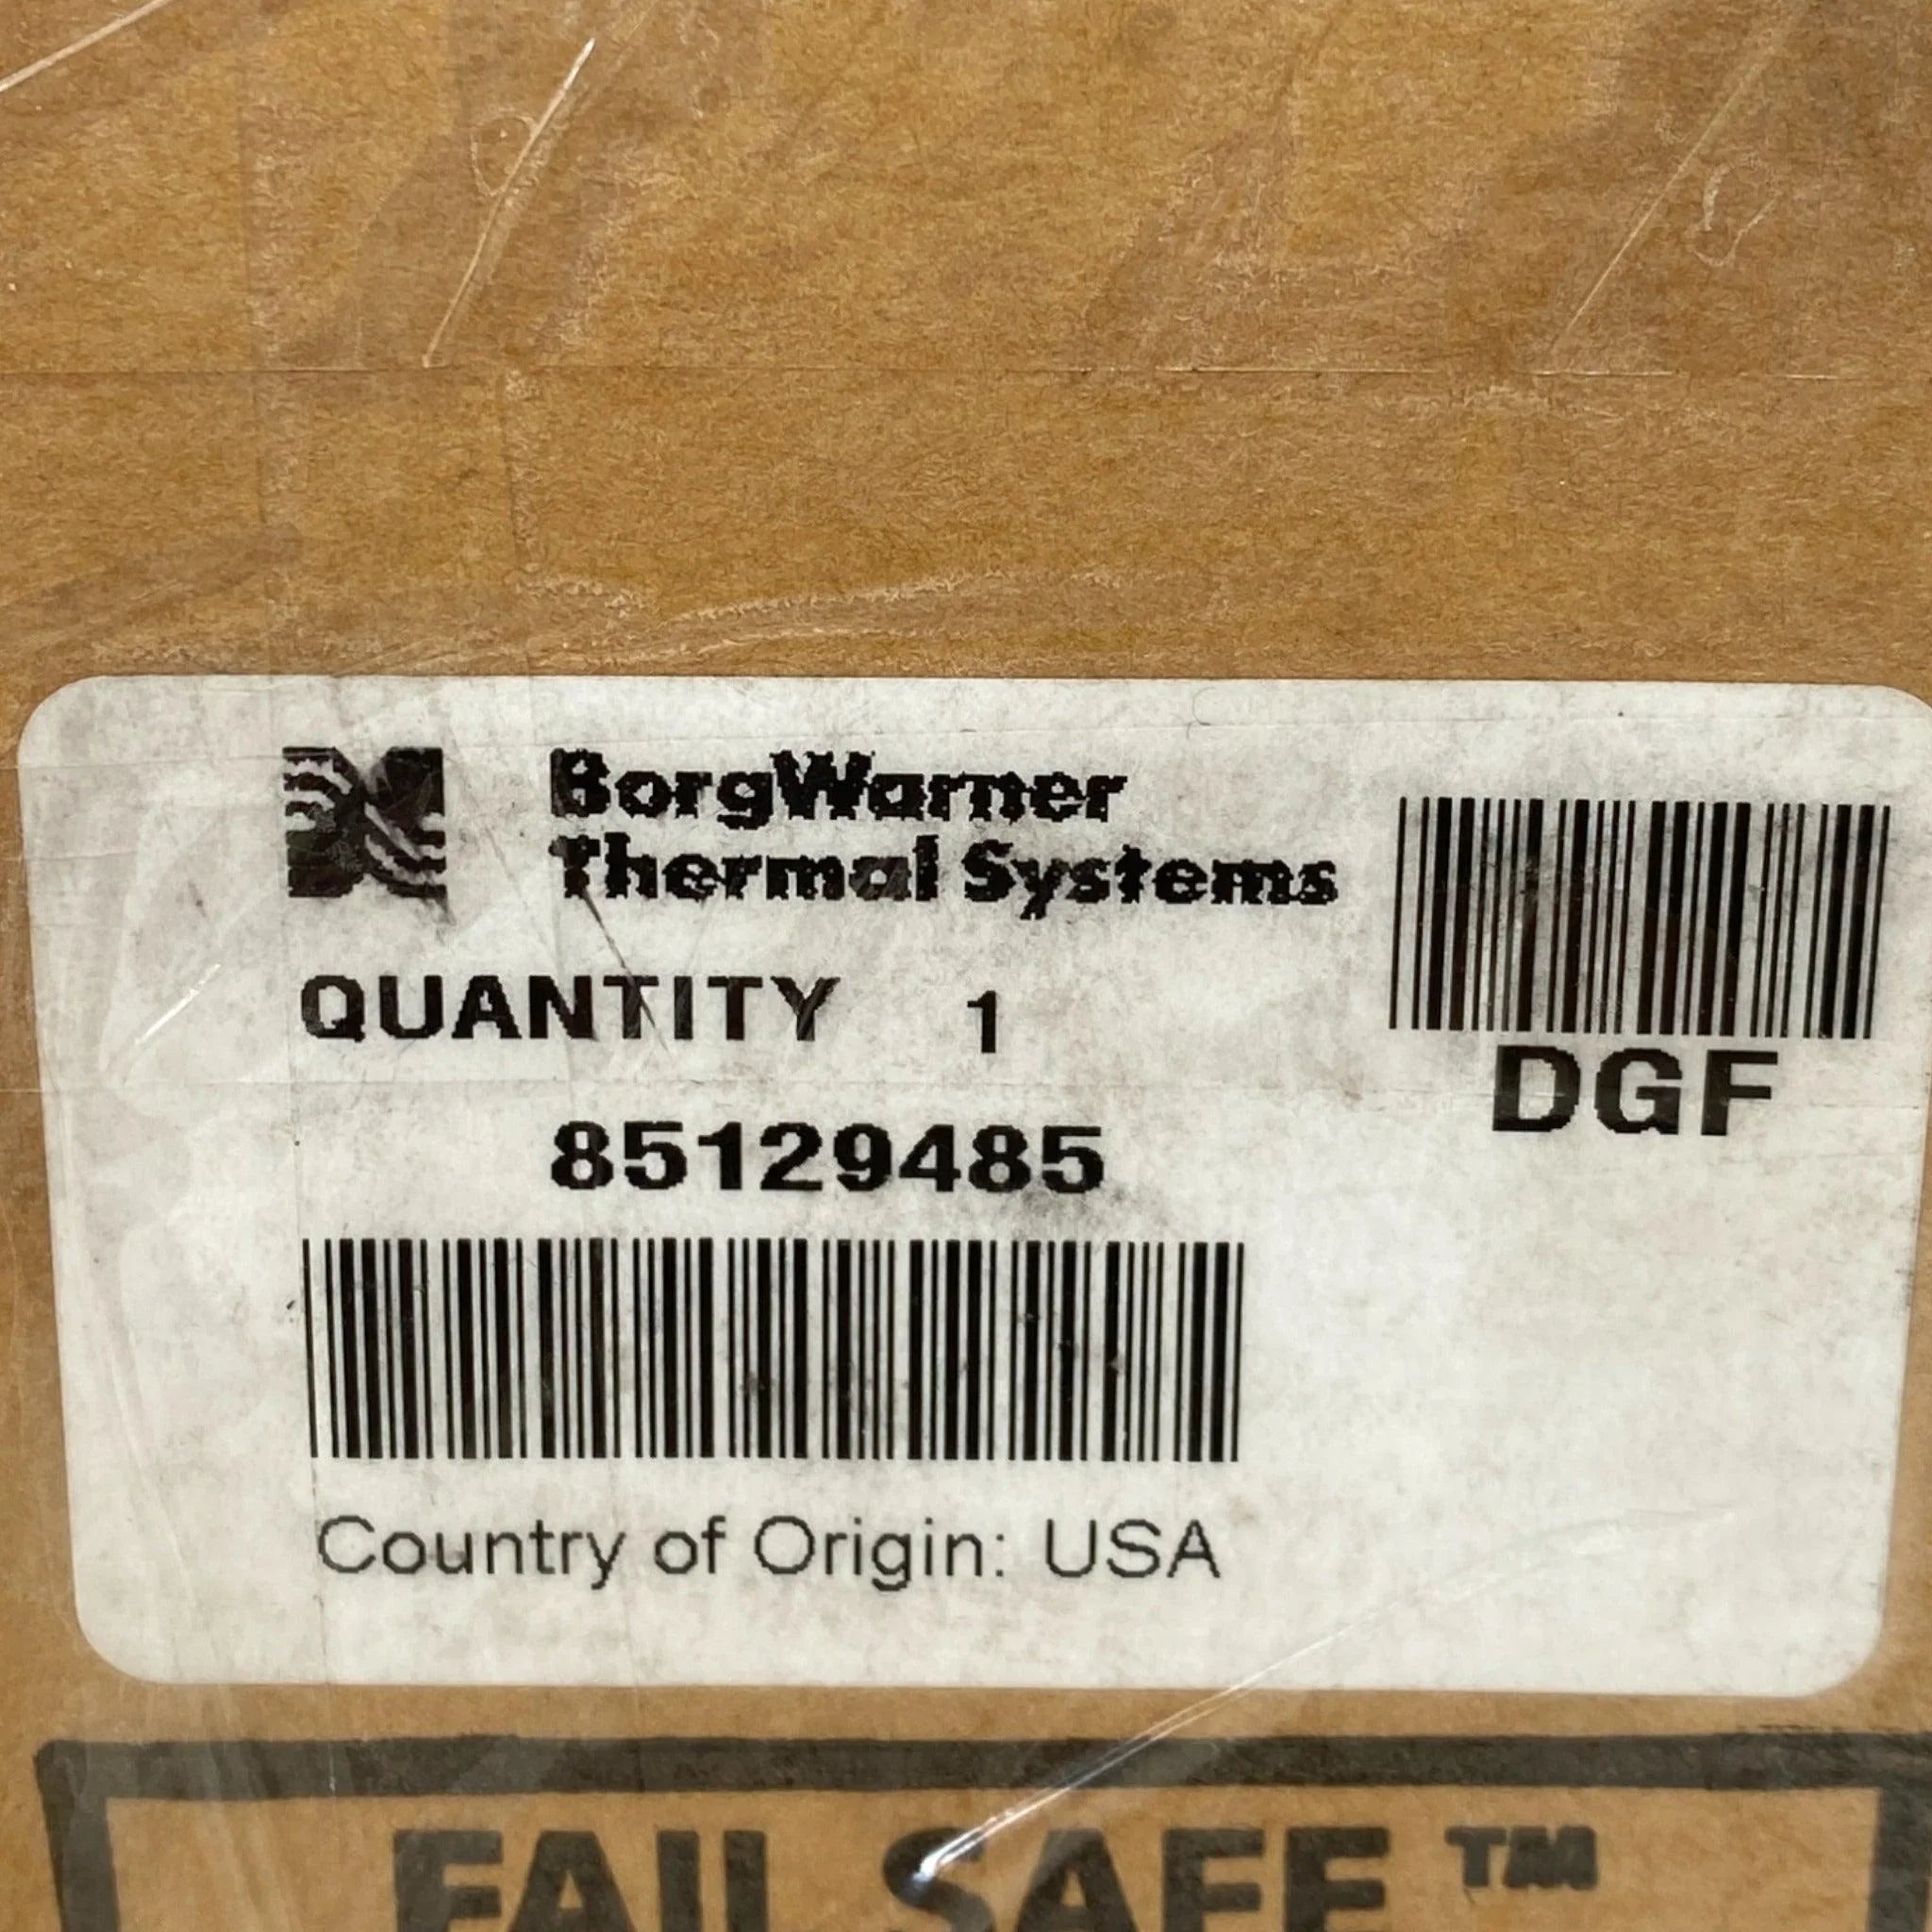 BorgWarner
Thermal Systems
QUANTITY 1
DGF
85129485
Country of Origin: USA
FAIL SAFE ™